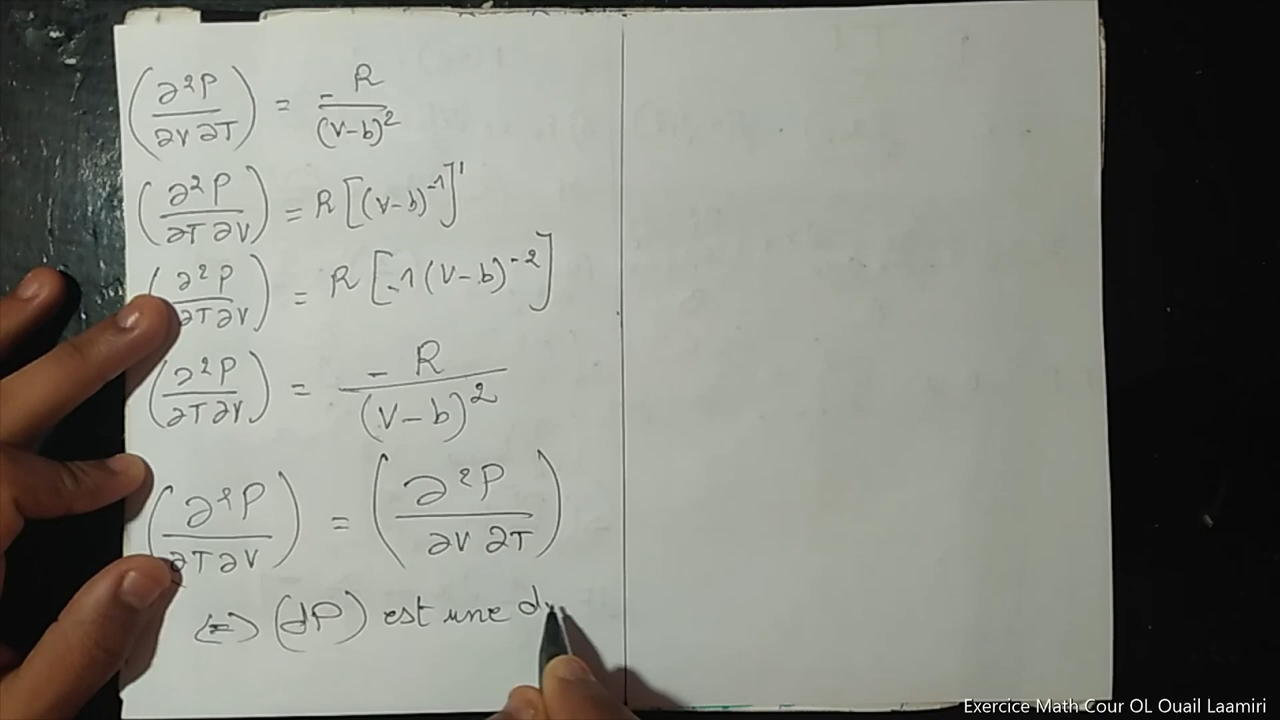 (∂²P / ∂V ∂T) = - R / (V-b)²
(∂²P / ∂T ∂V) = R [(V-b)⁻¹]'
(∂²P / ∂T ∂V) = R [-1 (V-b)⁻²]
(∂²P / ∂T ∂V) = - R / (V-b)²
(∂²P / ∂T ∂V) = (∂²P / ∂V ∂T)
(=) (dP) est une
Exercice Math Cour OL Ouail Laamiri